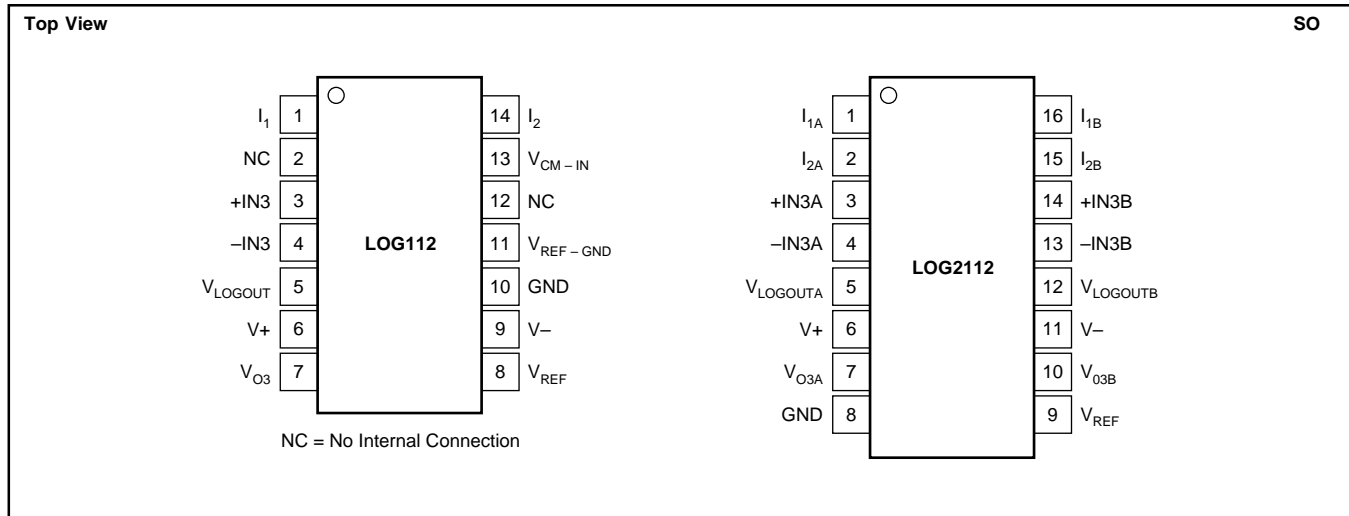 Top View SO
I1 1 14 I2 I1A 1 16 I1B
NC 2 13 VCM – IN I2A 2 15 I2B
+IN3 3 12 NC +IN3A 3 14 +IN3B
–IN3 4 LOG112 11 VREF – GND –IN3A 4 13 –IN3B
LOG2112
VLOGOUT 5 10 GND VLOGOUTA 5 12 VLOGOUTB
V+ 6 9 V– V+ 6 11 V–
VO3 7 8 VREF VO3A 7 10 V03B
GND 8 9 VREF
NC = No Internal Connection